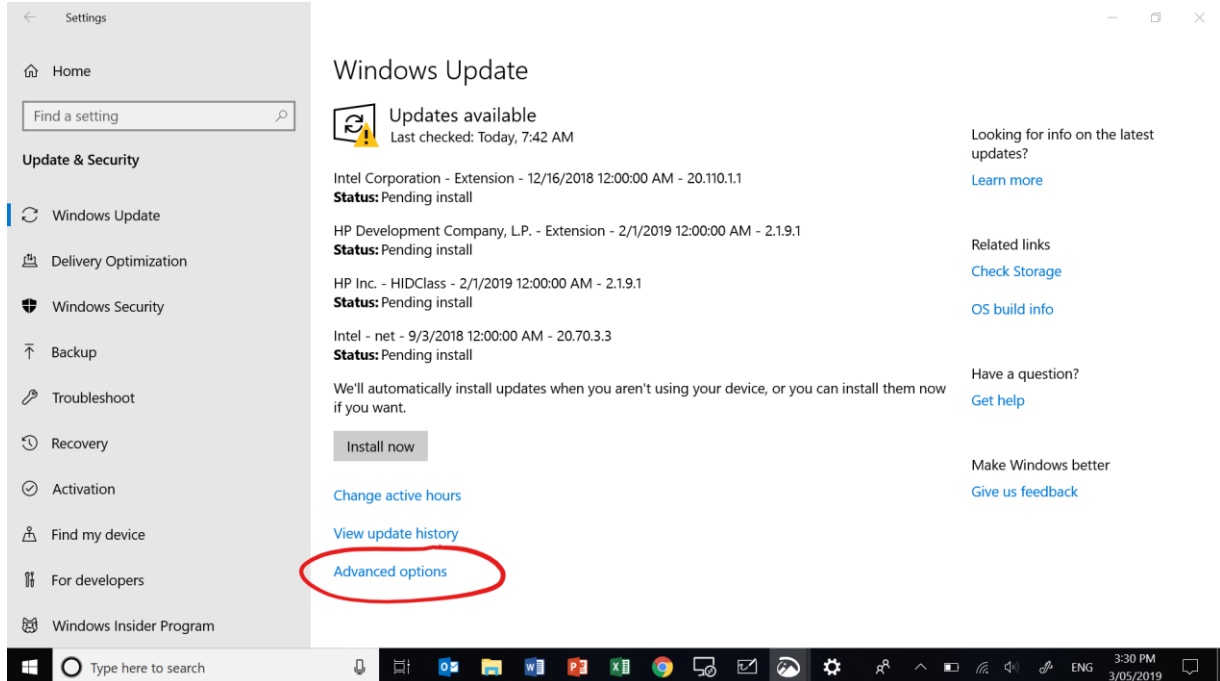 Settings
Home
Find a setting
Update & Security
Windows Update
Delivery Optimization
Windows Security
Backup
Troubleshoot
Recovery
Activation
Find my device
For developers
Windows Insider Program
Windows Update
Updates available
Last checked: Today, 7:42 AM
Intel Corporation - Extension - 12/16/2018 12:00:00 AM - 20.110.1.1
Status: Pending install
HP Development Company, L.P. - Extension - 2/1/2019 12:00:00 AM - 2.1.9.1
Status: Pending install
HP Inc. - HIDClass - 2/1/2019 12:00:00 AM - 2.1.9.1
Status: Pending install
Intel - net - 9/3/2018 12:00:00 AM - 20.70.3.3
Status: Pending install
We'll automatically install updates when you aren't using your device, or you can install them now
if you want.
Install now
Change active hours
View update history
Advanced options
Looking for info on the latest
updates?
Learn more
Related links
Check Storage
OS build info
Have a question?
Get help
Make Windows better
Give us feedback
Type here to search
ENG
3:30 PM
3/05/2019